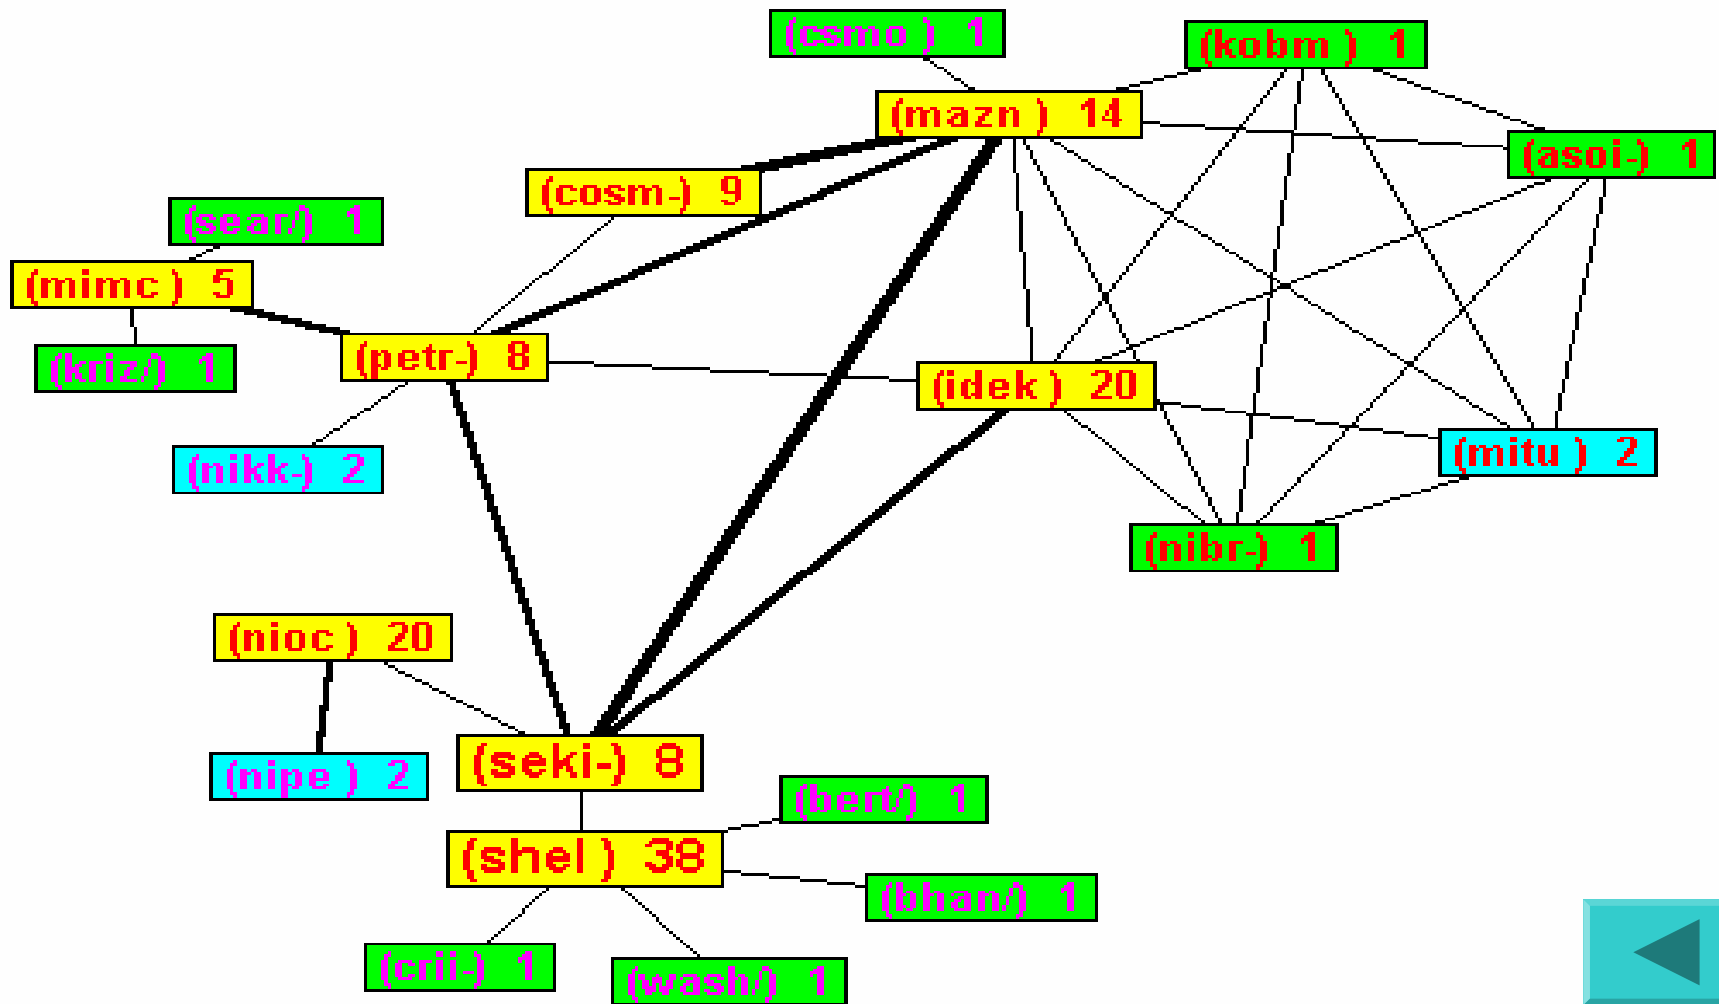 (csmo ) 1
(kobm ) 1
(mazn ) 14
(asoi-) 1
(cosm-) 9
(sear/) 1
(mimc ) 5
(petr-) 8
(kriz/) 1
(idek ) 20
(nikk-) 2
(mitu ) 2
(nibr-) 1
(nioc ) 20
(seki-) 8
(nipe ) 2
(bert/) 1
(shel ) 38
(bhan/) 1
(crii-) 1
(wash/) 1